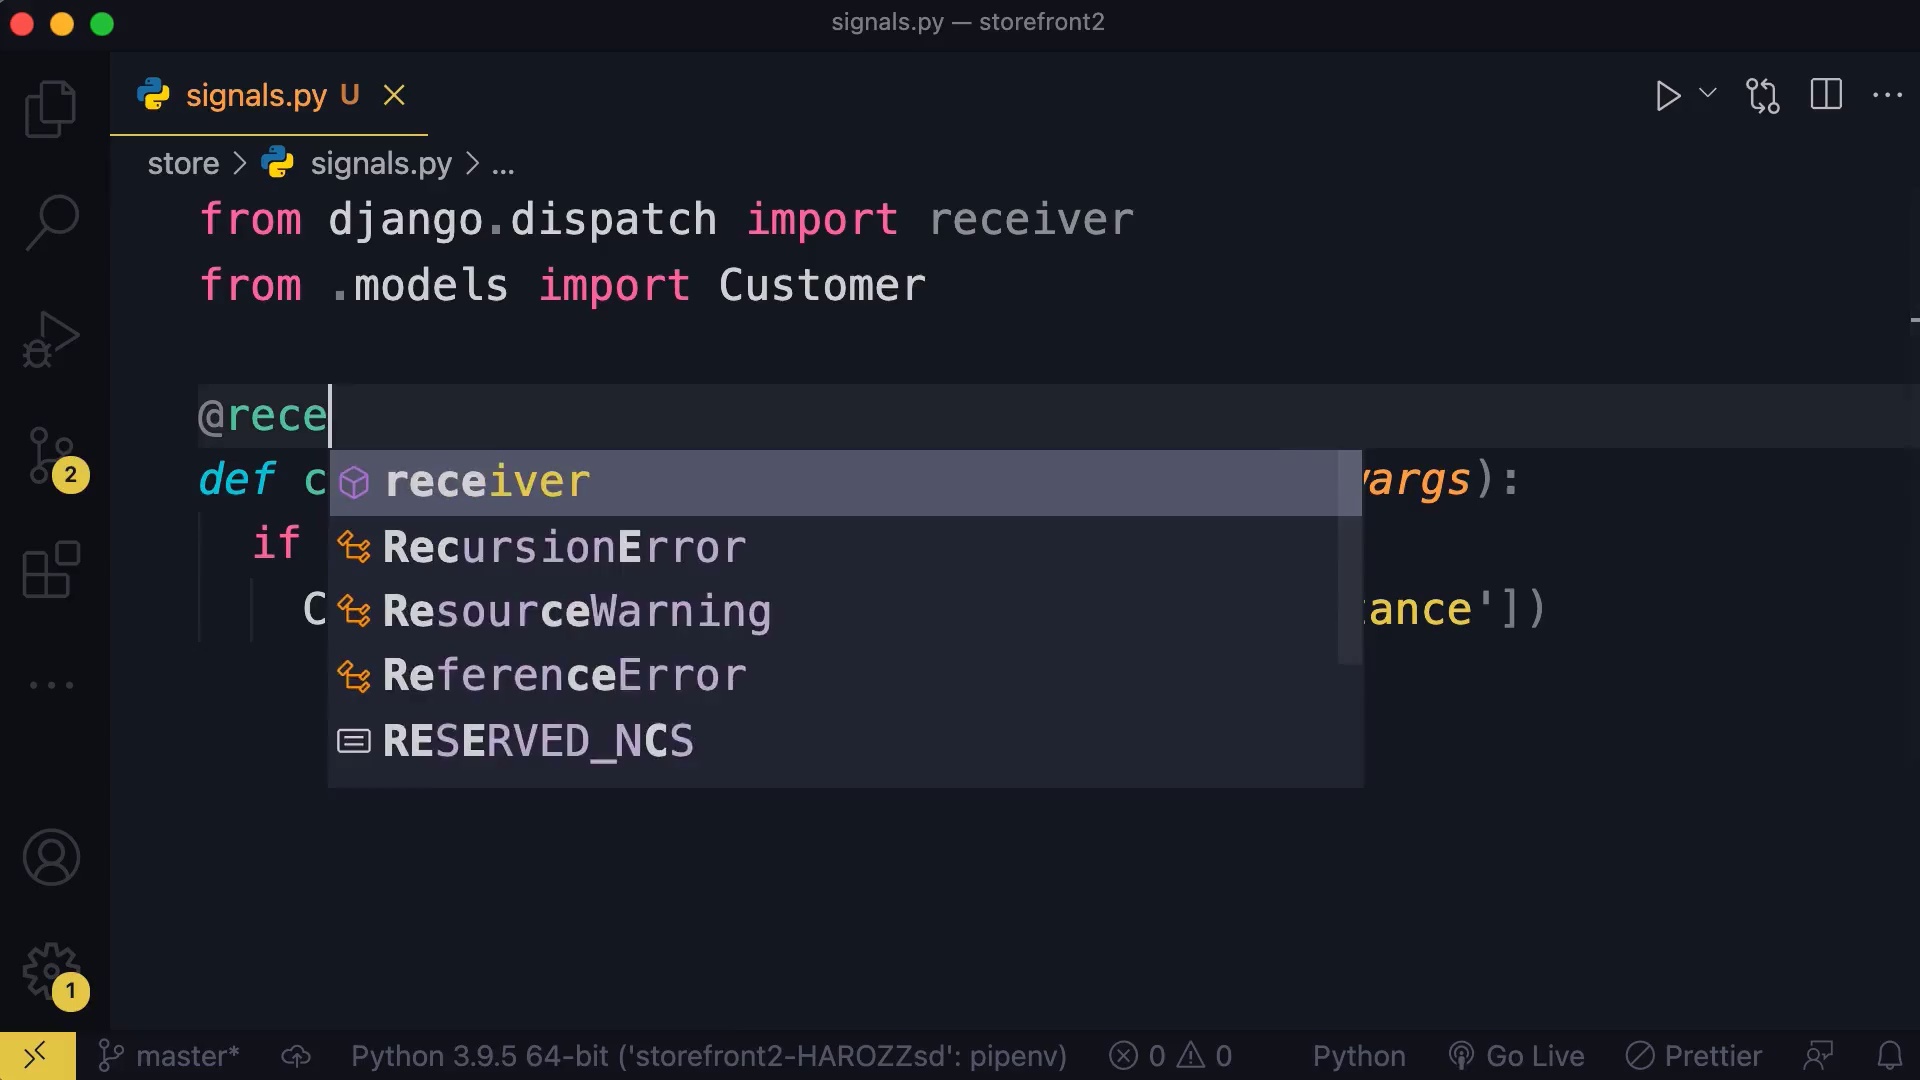 signals.py — storefront2
signals.py U
store > signals.py > ...
from django.dispatch import receiver
from .models import Customer
@rece
def c
args):
receiver
if
RecursionError
C
tance'])
ResourceWarning
ReferenceError
RESERVED_NCS
2
1
master*
Python 3.9.5 64-bit ('storefront2-HAROZZsd': pipenv)
0
0
Python
Go Live
Prettier